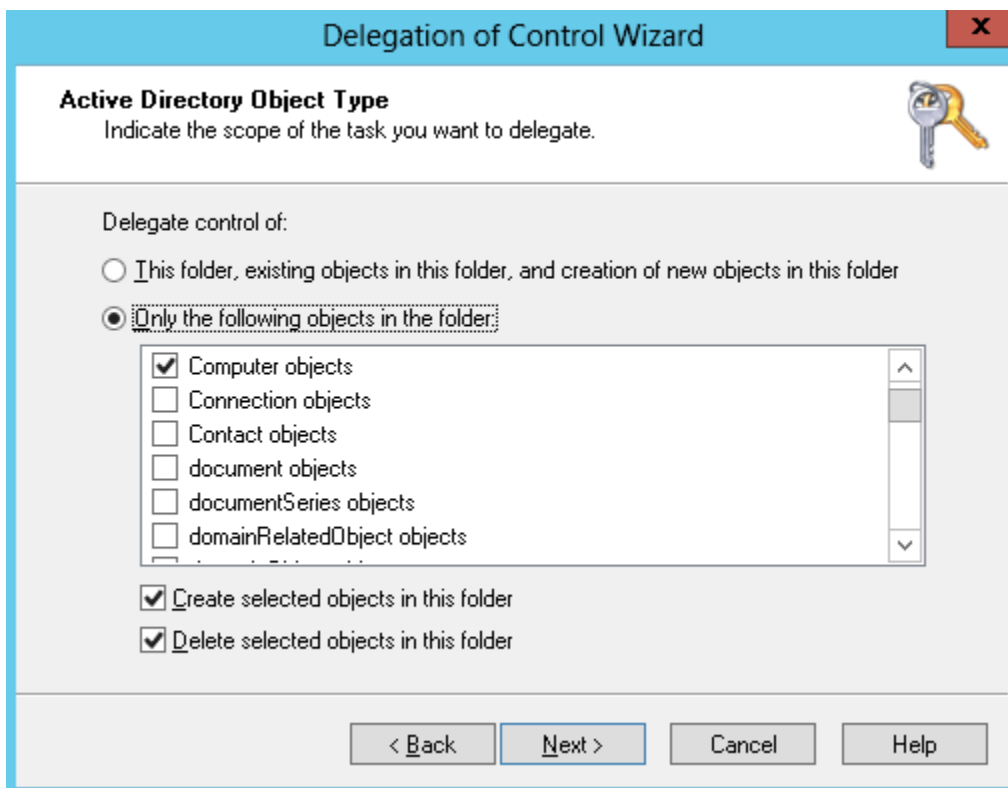 Delegation of Control Wizard
x
Active Directory Object Type
Indicate the scope of the task you want to delegate.
Delegate control of:
This folder, existing objects in this folder, and creation of new objects in this folder
Only the following objects in the folder:
Computer objects
Connection objects
Contact objects
document objects
documentSeries objects
domainRelatedObject objects
Create selected objects in this folder
Delete selected objects in this folder
< Back Next > Cancel Help